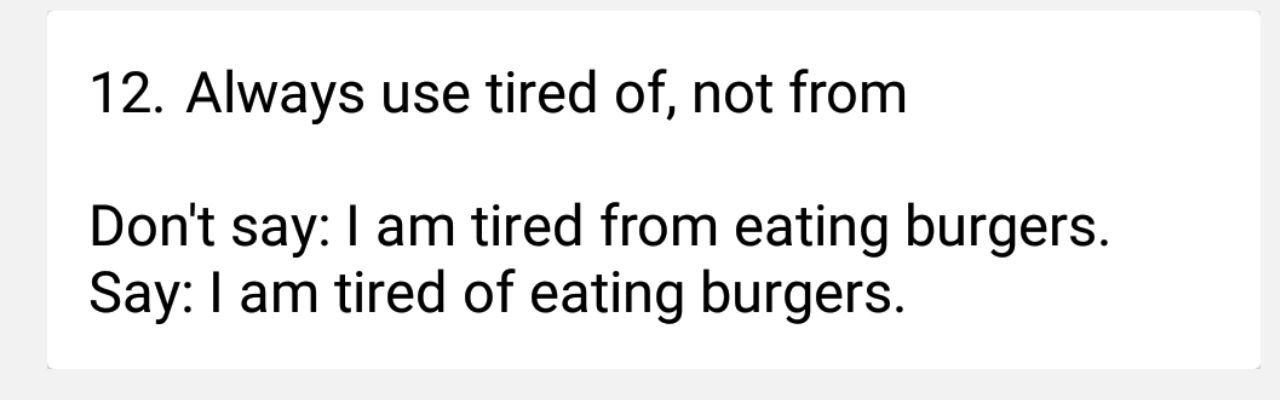 12. Always use tired of, not from
Don't say: I am tired from eating burgers.
Say: I am tired of eating burgers.